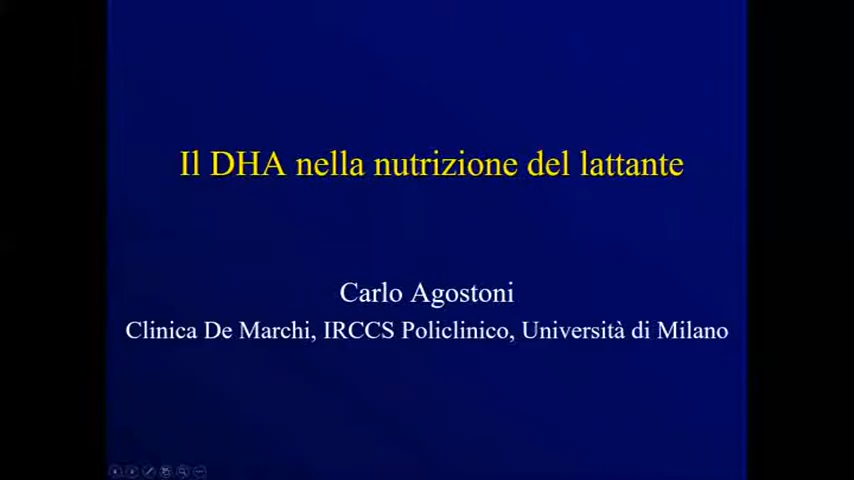 Il DHA nella nutrizione del lattante
Carlo Agostoni
Clinica De Marchi, IRCCS Policlinico, Università di Milano